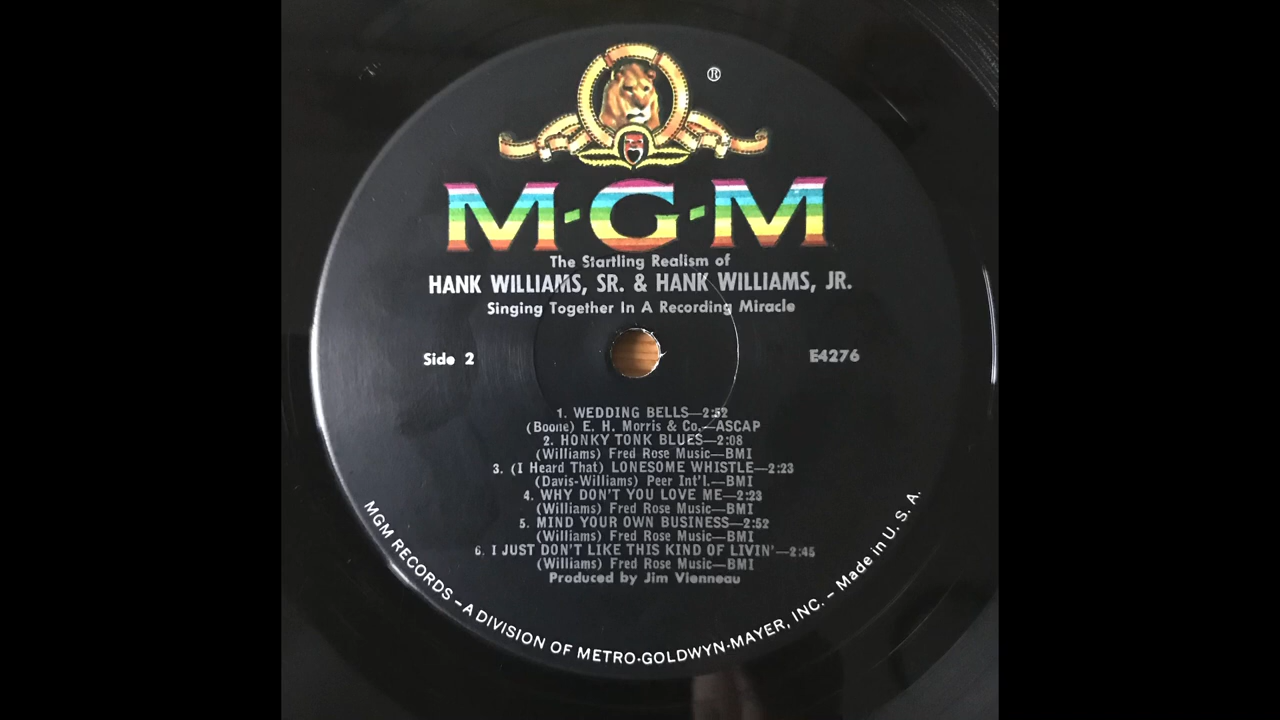 ®
M-G-M
The Startling Realism of
HANK WILLIAMS, SR. & HANK WILLIAMS, JR.
Singing Together In A Recording Miracle
Side 2
E4276
1. WEDDING BELLS—2:52
(Boone) E. H. Morris & Co.—ASCAP
2. HONKY TONK BLUES—2:08
(Williams) Fred Rose Music—BMI
3. (I Heard That) LONESOME WHISTLE—2:23
(Davis-Williams) Peer Int'l.—BMI
4. WHY DON'T YOU LOVE ME—2:23
(Williams) Fred Rose Music—BMI
5. MIND YOUR OWN BUSINESS—2:52
(Williams) Fred Rose Music—BMI
6. I JUST DON'T LIKE THIS KIND OF LIVIN'—2:45
(Williams) Fred Rose Music—BMI
Produced by Jim Vienneau
MGM RECORDS – A DIVISION OF METRO-GOLDWYN-MAYER, INC. – Made in U. S. A.